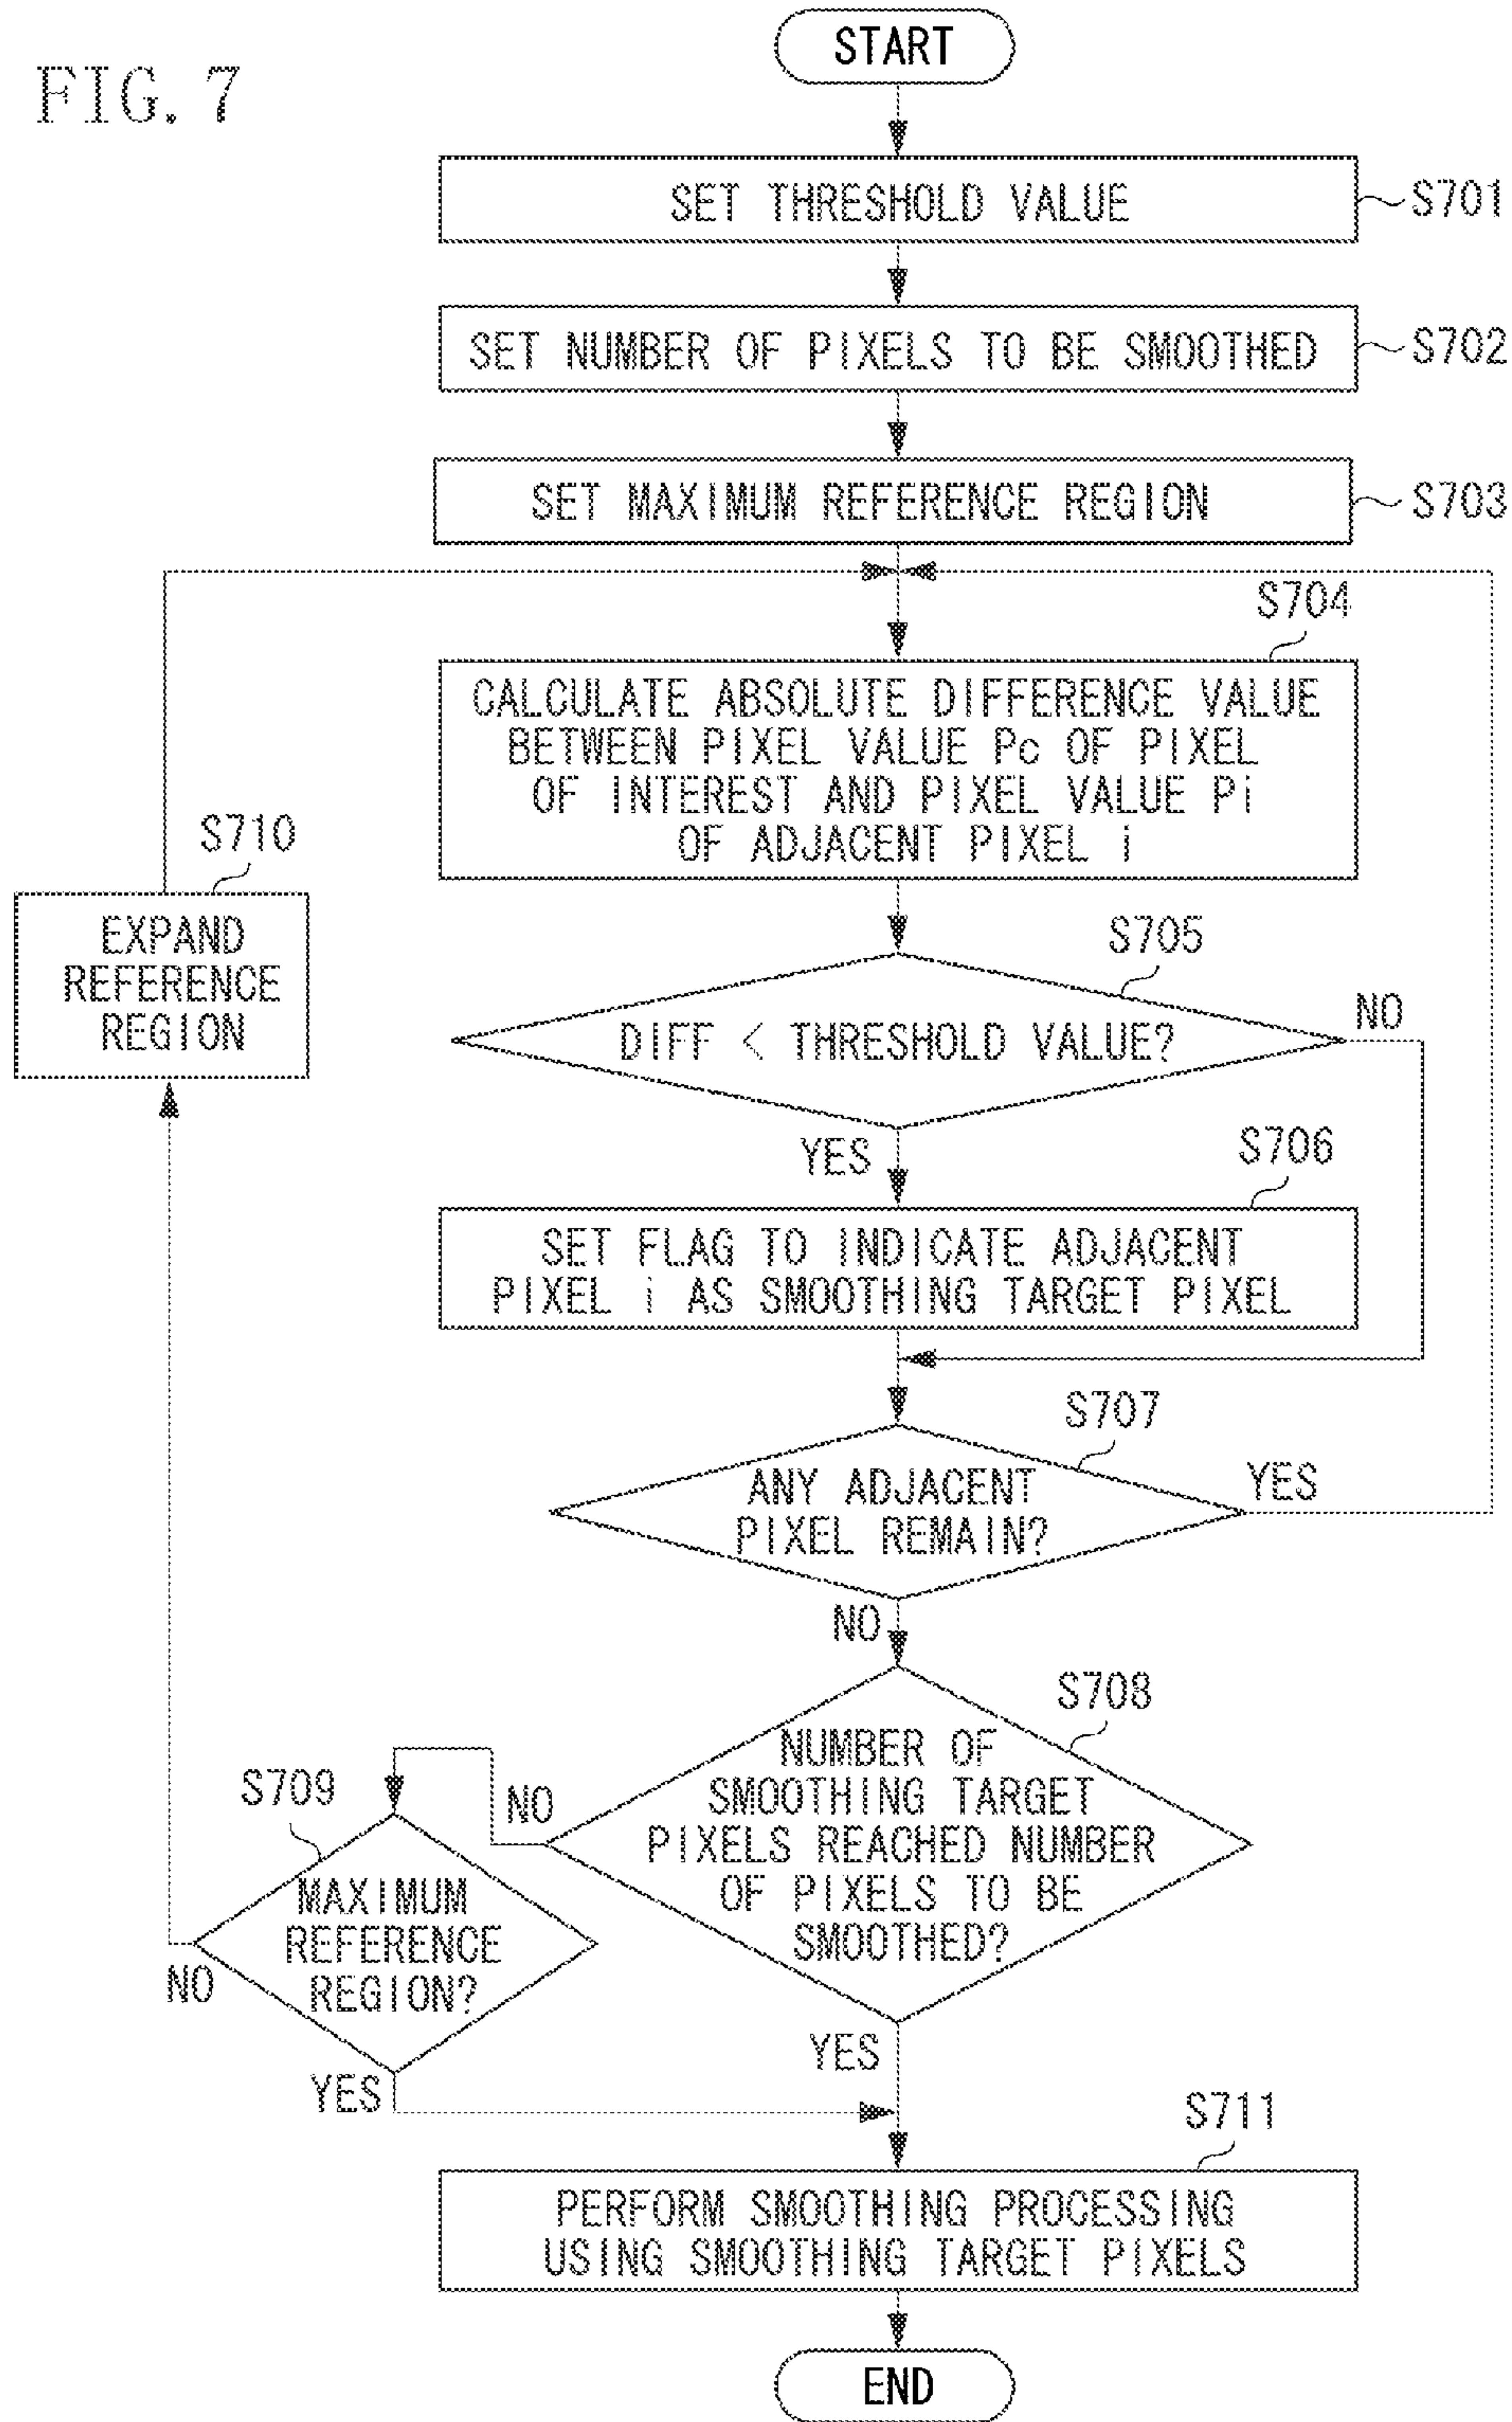 FIG. 7
START
SET THRESHOLD VALUE
S701
SET NUMBER OF PIXELS TO BE SMOOTHED
S702
SET MAXIMUM REFERENCE REGION
S703
S704
CALCULATE ABSOLUTE DIFFERENCE VALUE
BETWEEN PIXEL VALUE Pc OF PIXEL
OF INTEREST AND PIXEL VALUE Pi
OF ADJACENT PIXEL i
S710
EXPAND
REFERENCE
REGION
S705
DIFF < THRESHOLD VALUE?
NO
YES
S706
SET FLAG TO INDICATE ADJACENT
PIXEL i AS SMOOTHING TARGET PIXEL
S707
ANY ADJACENT
PIXEL REMAIN?
YES
NO
S708
NUMBER OF
SMOOTHING TARGET
PIXELS REACHED NUMBER
OF PIXELS TO BE
SMOOTHED?
NO
S709
MAXIMUM
REFERENCE
REGION?
NO
YES
YES
S711
PERFORM SMOOTHING PROCESSING
USING SMOOTHING TARGET PIXELS
END